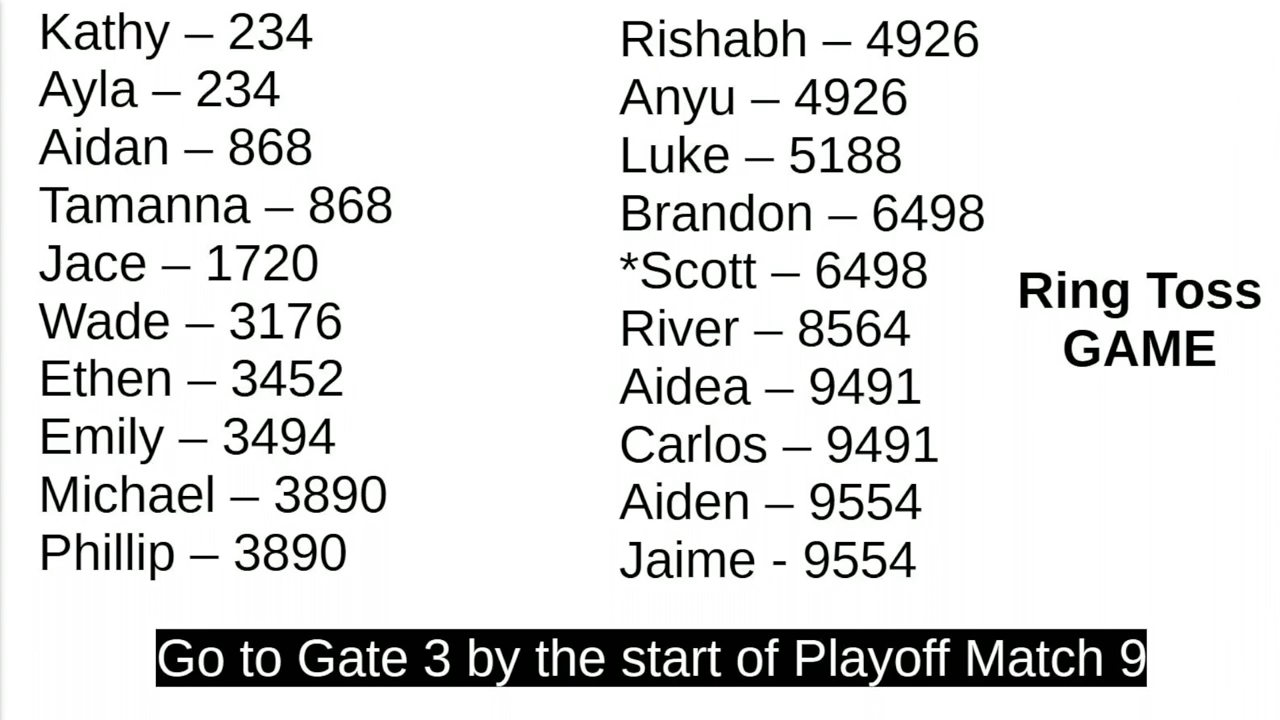 Kathy – 234
Ayla – 234
Aidan – 868
Tamanna – 868
Jace – 1720
Wade – 3176
Ethen – 3452
Emily – 3494
Michael – 3890
Phillip – 3890
Rishabh – 4926
Anyu – 4926
Luke – 5188
Brandon – 6498
*Scott – 6498
River – 8564
Aidea – 9491
Carlos – 9491
Aiden – 9554
Jaime - 9554
Ring Toss
GAME
Go to Gate 3 by the start of Playoff Match 9